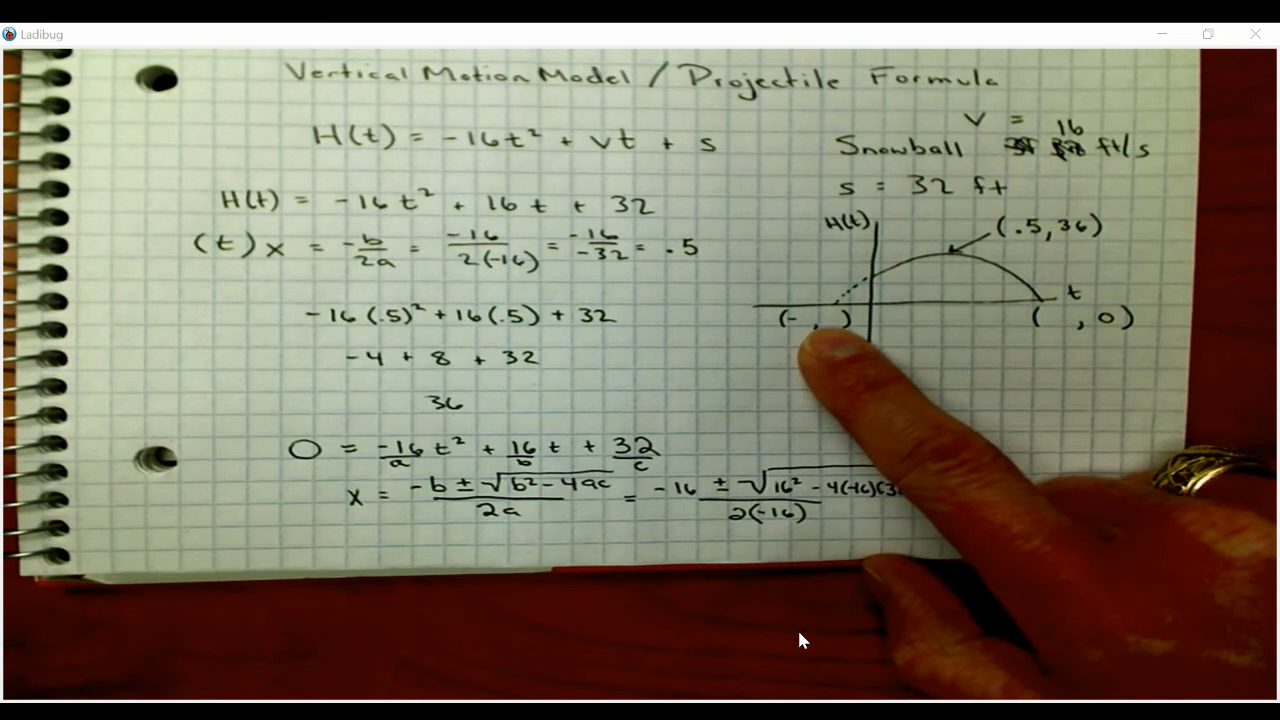 Ladibug
Vertical Motion Model / Projectile Formula
H(t) = -16t² + vt + s
v = 16
Snowball ft/s
s = 32 ft
H(t) = -16t² + 16t + 32
(t) x = -b/2a = -16/2(-16) = -16/-32 = .5
H(t)
(.5, 36)
t
(- , )
( , 0)
-16(.5)² + 16(.5) + 32
-4 + 8 + 32
36
0 = -16t² + 16t + 32
a b c
x = -b ± √b² - 4ac / 2a = -16 ± √16² - 4(-16)(3 / 2(-16)